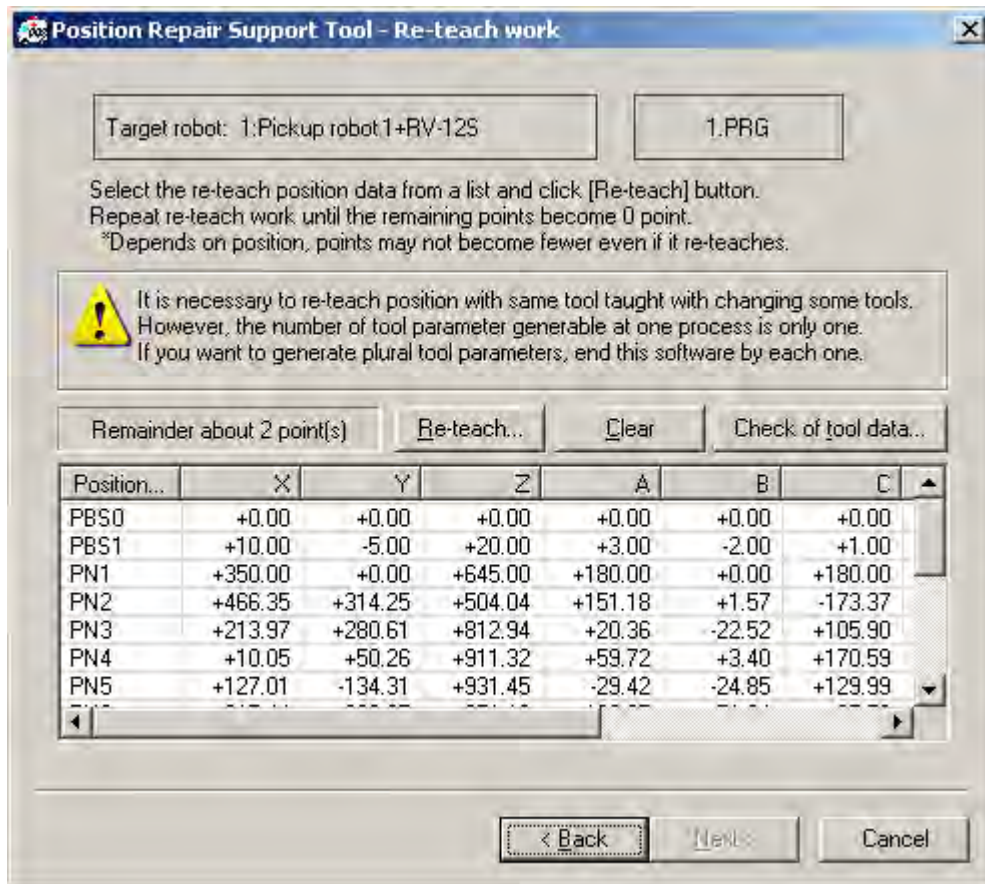 Position Repair Support Tool - Re-teach work
Target robot: 1:Pickup robot1+RV-12S 1.PRG
Select the re-teach position data from a list and click [Re-teach] button.
Repeat re-teach work until the remaining points become 0 point.
*Depends on position, points may not become fewer even if it re-teaches.
It is necessary to re-teach position with same tool taught with changing some tools.
However, the number of tool parameter generable at one process is only one.
If you want to generate plural tool parameters, end this software by each one.
Remainder about 2 point(s) Re-teach... Clear Check of tool data...
Position... X Y Z A B C
PBS0 +0.00 +0.00 +0.00 +0.00 +0.00 +0.00
PBS1 +10.00 -5.00 +20.00 +3.00 -2.00 +1.00
PN1 +350.00 +0.00 +645.00 +180.00 +0.00 +180.00
PN2 +466.35 +314.25 +504.04 +151.18 +1.57 -173.37
PN3 +213.97 +280.61 +812.94 +20.36 -22.52 +105.90
PN4 +10.05 +50.26 +911.32 +59.72 +3.40 +170.59
PN5 +127.01 -134.31 +931.45 -29.42 -24.85 +129.99
< Back Next > Cancel